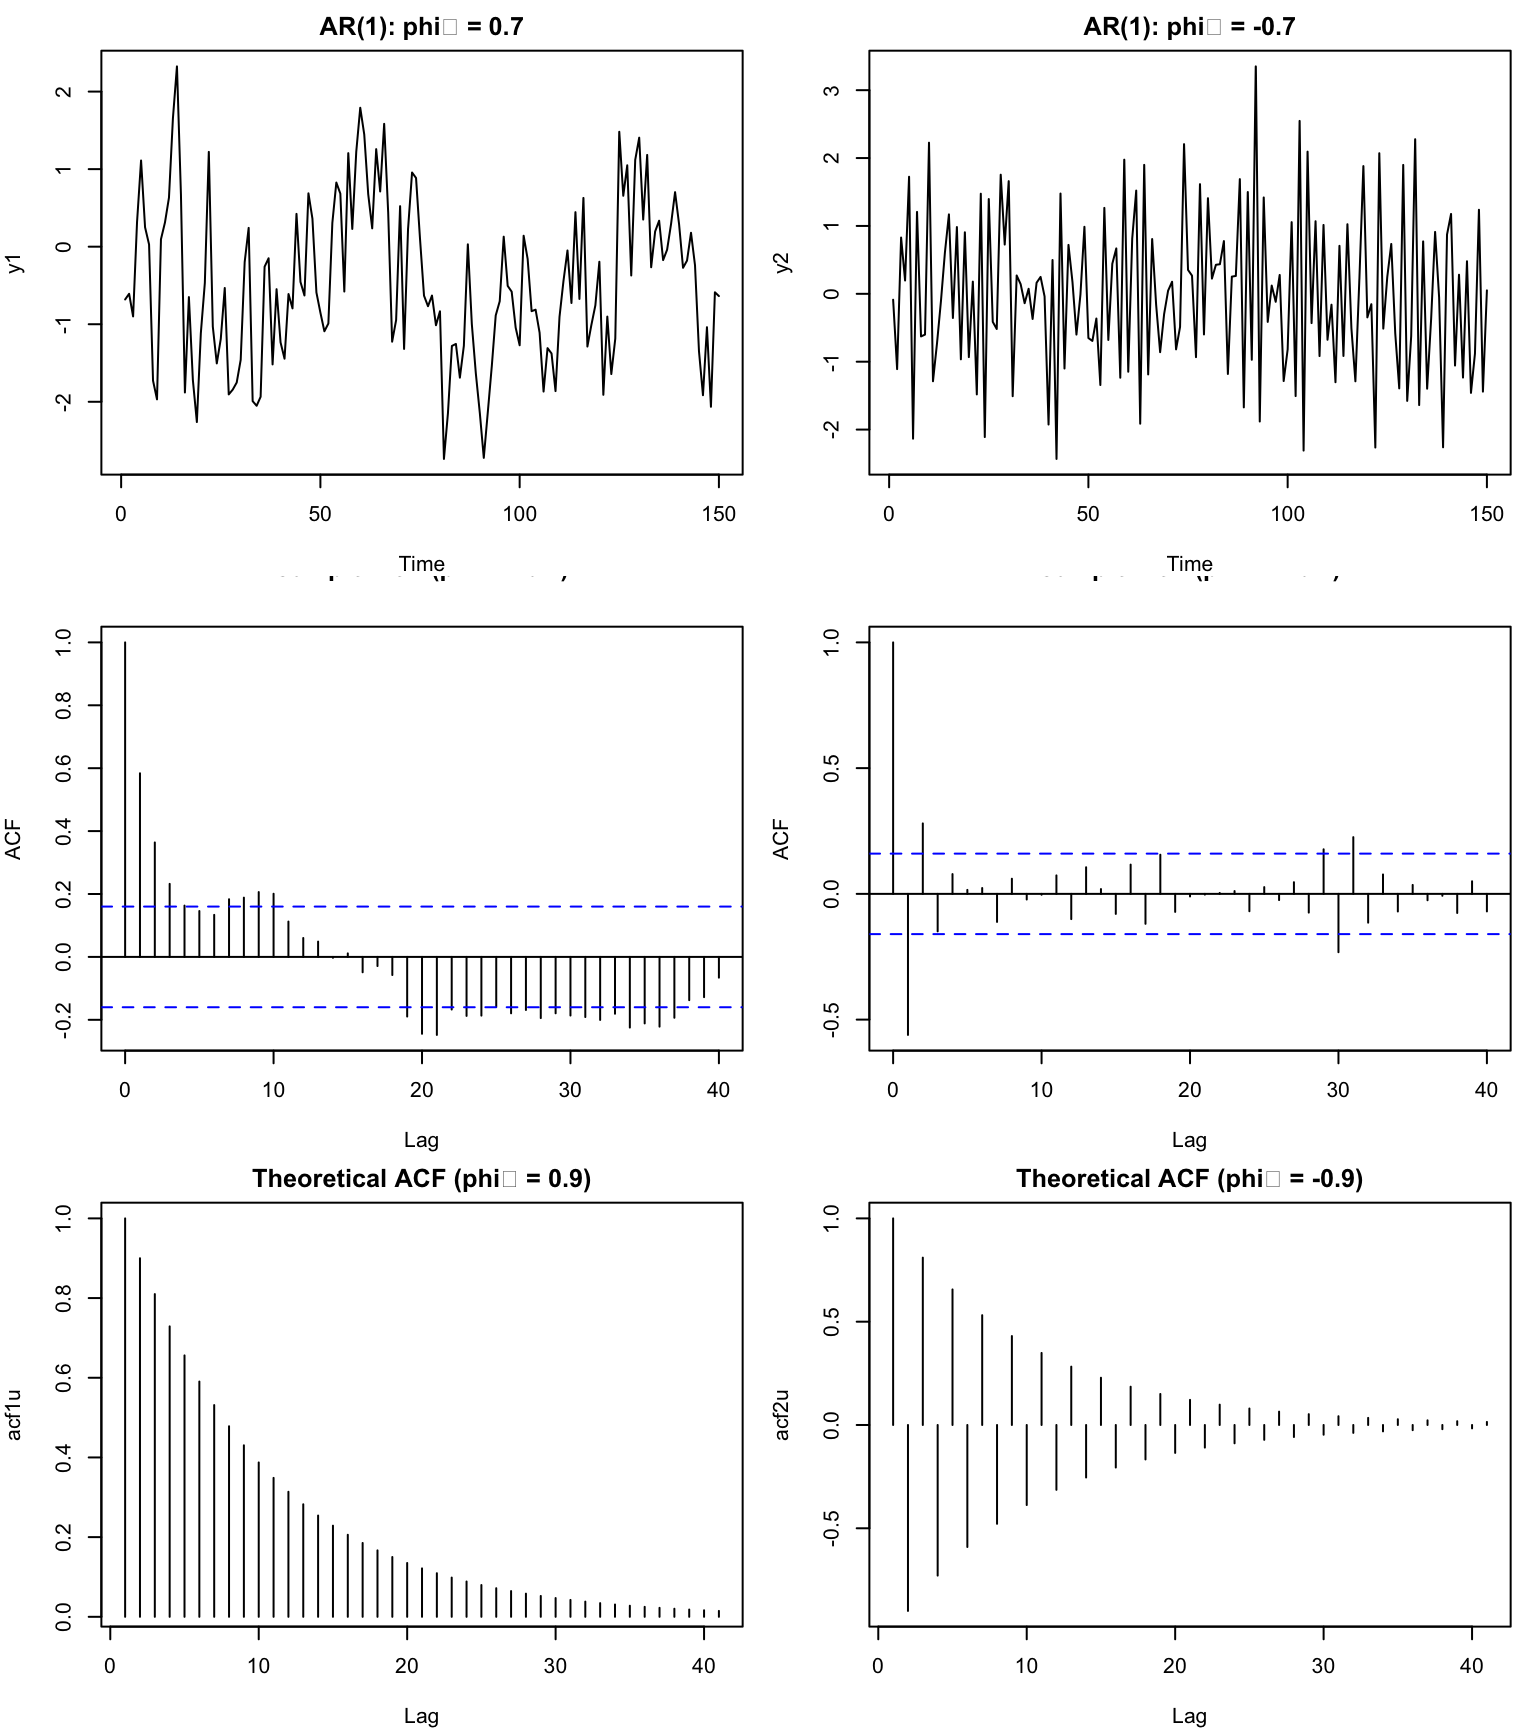 AR(1): phi□ = 0.7
y1
2
1
0
-1
-2
0 50 100 150
Time
AR(1): phi□ = -0.7
y2
3
2
1
0
-1
-2
0 50 100 150
Time
ACF
1.0
0.8
0.6
0.4
0.2
0.0
-0.2
0 10 20 30 40
Lag
ACF
1.0
0.5
0.0
-0.5
0 10 20 30 40
Lag
Theoretical ACF (phi□ = 0.9)
acf1u
1.0
0.8
0.6
0.4
0.2
0.0
0 10 20 30 40
Lag
Theoretical ACF (phi□ = -0.9)
acf2u
1.0
0.5
0.0
-0.5
0 10 20 30 40
Lag